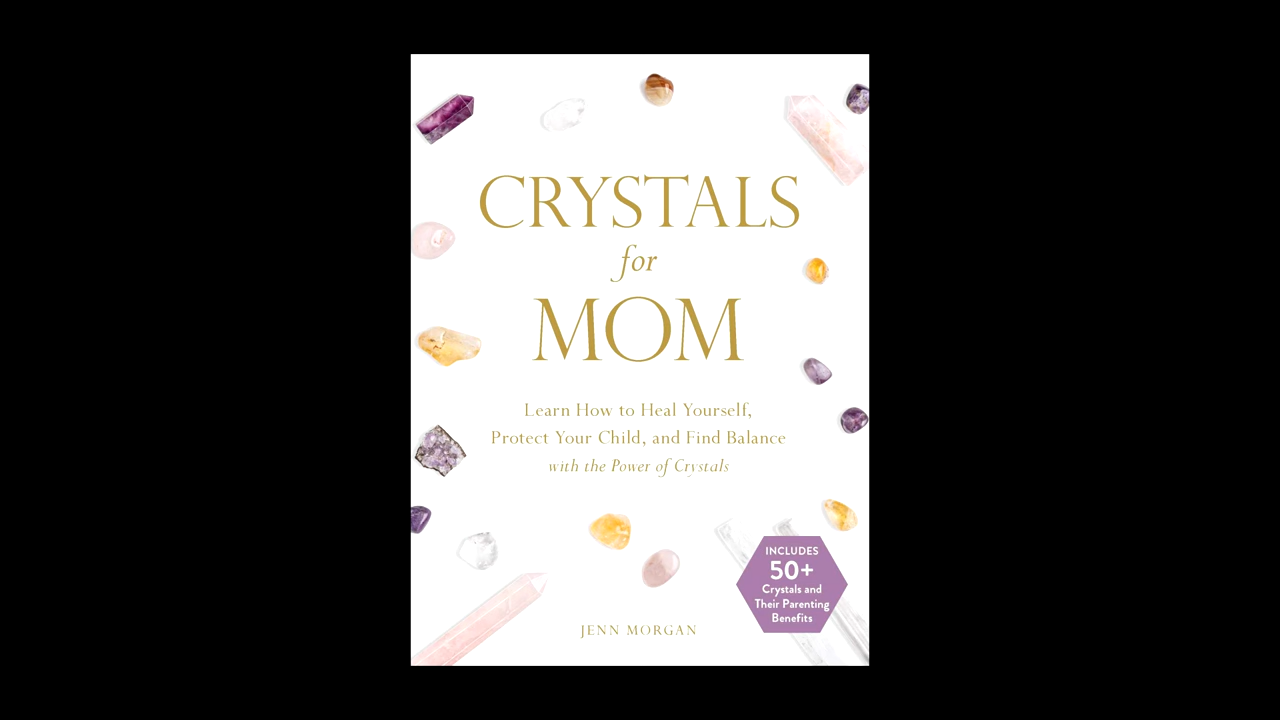 CRYSTALS
for
MOM
Learn How to Heal Yourself,
Protect Your Child, and Find Balance
with the Power of Crystals
INCLUDES
50+
Crystals and
Their Parenting
Benefits
JENN MORGAN